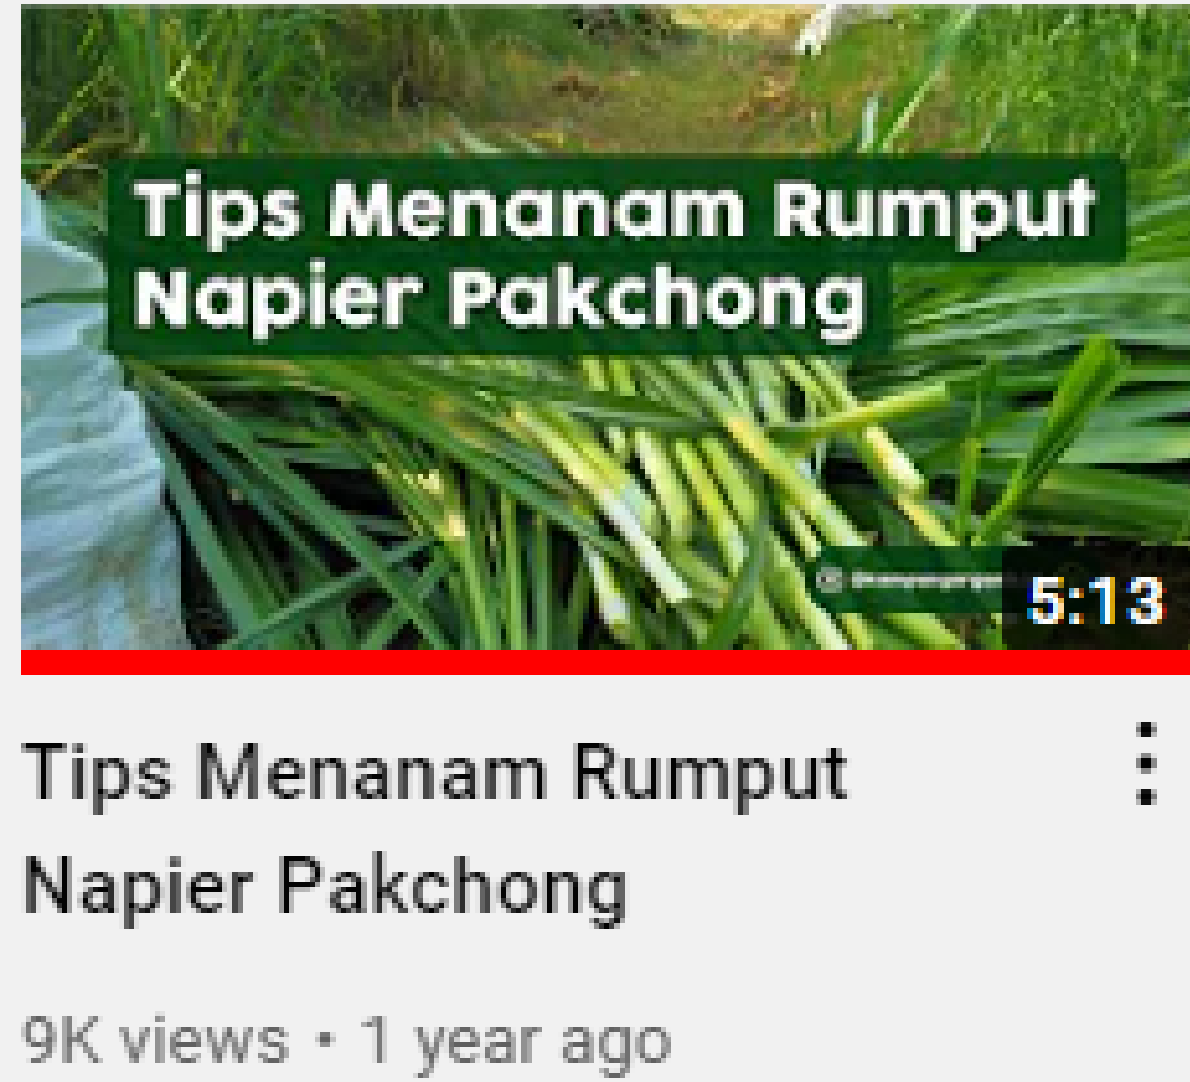 Tips Menanam Rumput
Napier Pakchong
5:13
Tips Menanam Rumput
Napier Pakchong
9K views • 1 year ago